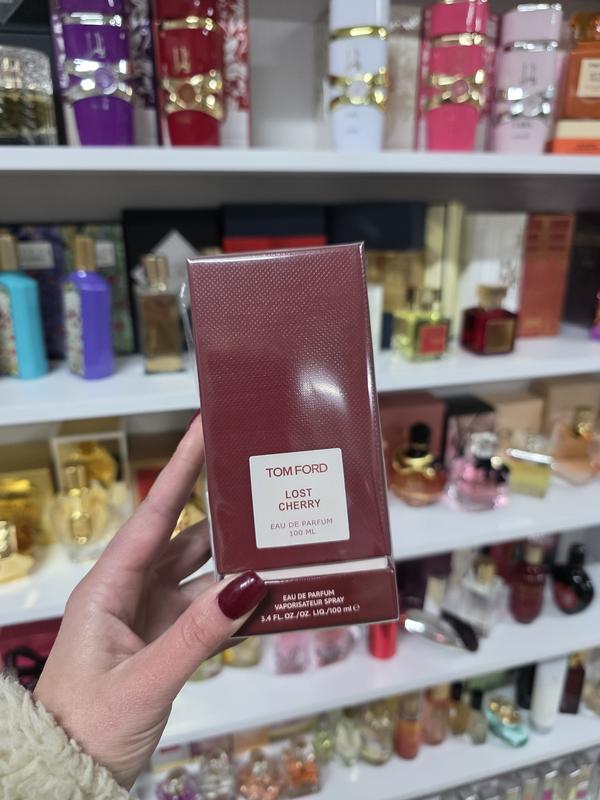 TOM FORD
LOST
CHERRY
EAU DE PARFUM
100 ML
EAU DE PARFUM
VAPORISATEUR SPRAY
3.4 FL. OZ./OZ. LIQ./100 ml ℮